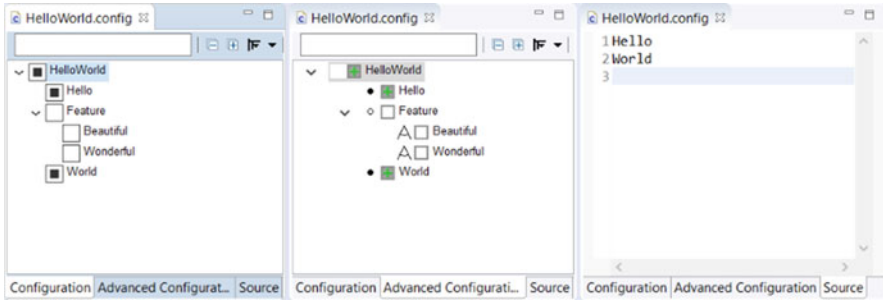 HelloWorld.config
HelloWorld
Hello
Feature
Beautiful
Wonderful
World
Configuration Advanced Configurat... Source
HelloWorld.config
HelloWorld
Hello
Feature
Beautiful
Wonderful
World
Configuration Advanced Configurati... Source
HelloWorld.config
1 Hello
2 World
3
Configuration Advanced Configuration Source